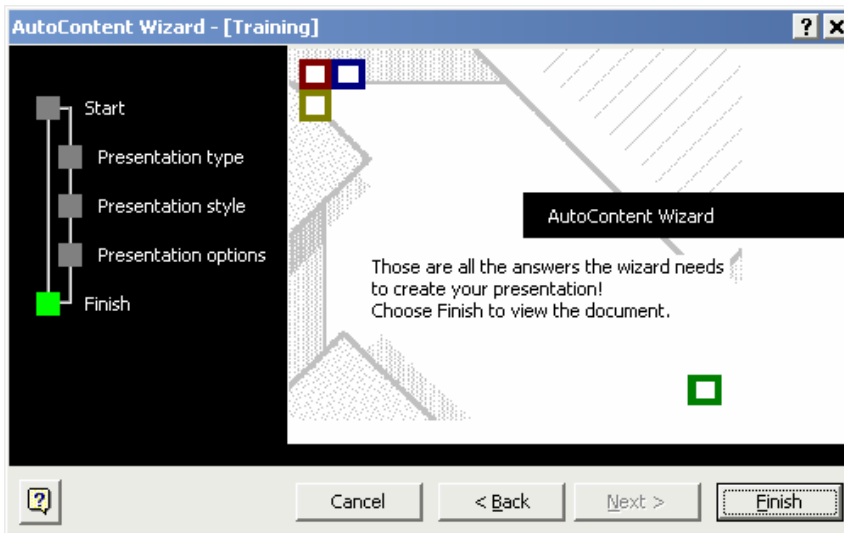 AutoContent Wizard - [Training]
Start
Presentation type
Presentation style
Presentation options
Finish
AutoContent Wizard
Those are all the answers the wizard needs
to create your presentation!
Choose Finish to view the document.
Cancel
< Back
Next >
Finish